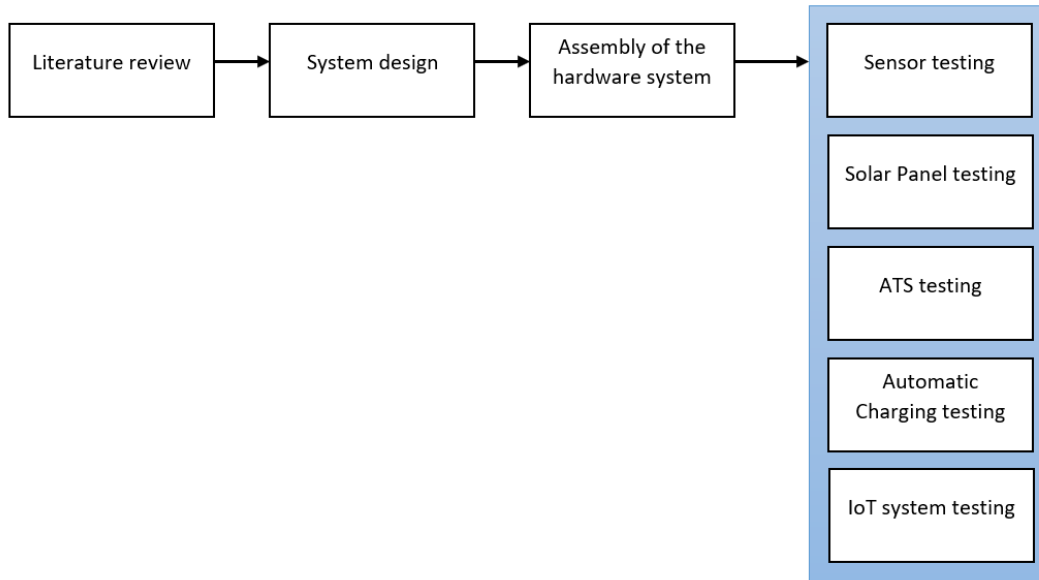 Literature review
System design
Assembly of the
hardware system
Sensor testing
Solar Panel testing
ATS testing
Automatic
Charging testing
IoT system testing